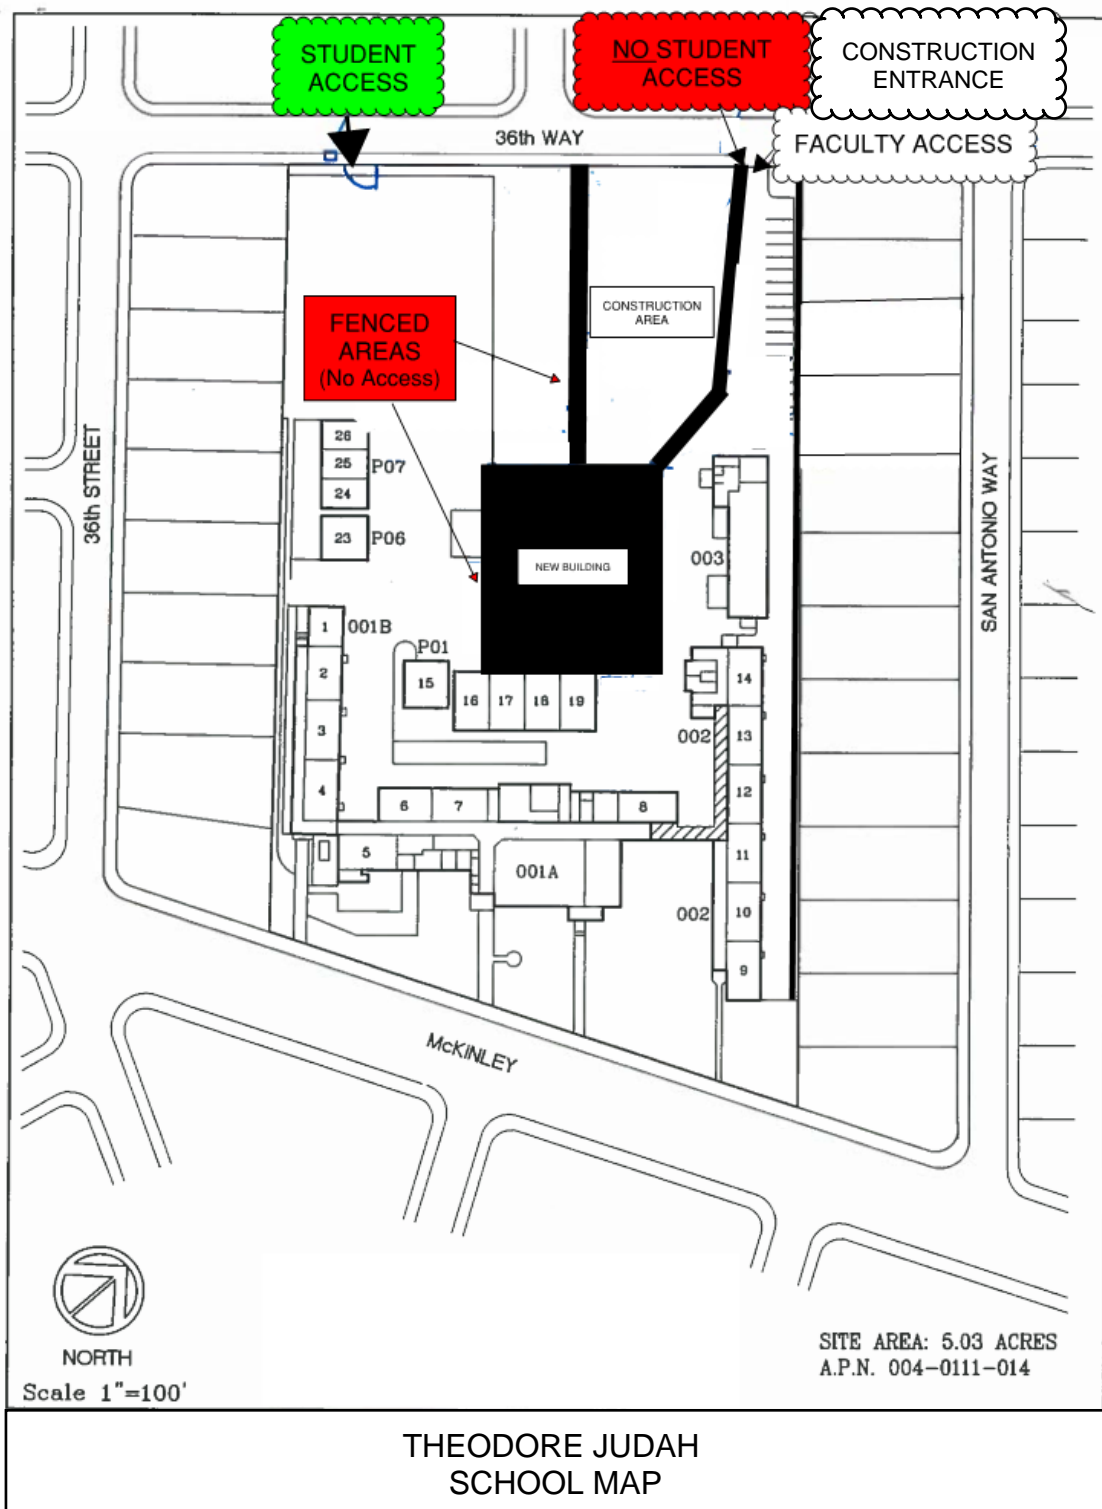 STUDENT
ACCESS
NO STUDENT
ACCESS
CONSTRUCTION
ENTRANCE
36th WAY
FACULTY ACCESS
CONSTRUCTION
AREA
FENCED
AREAS
(No Access)
26
25
P07
24
36th STREET
23
P06
003
SAN ANTONIO WAY
NEW BUILDING
1
001B
P01
2
15
14
16
17
18
19
3
002
13
4
6
7
8
12
5
001A
11
002
10
9
McKINLEY
NORTH
Scale 1"=100'
SITE AREA: 5.03 ACRES
A.P.N. 004-0111-014
THEODORE JUDAH
SCHOOL MAP